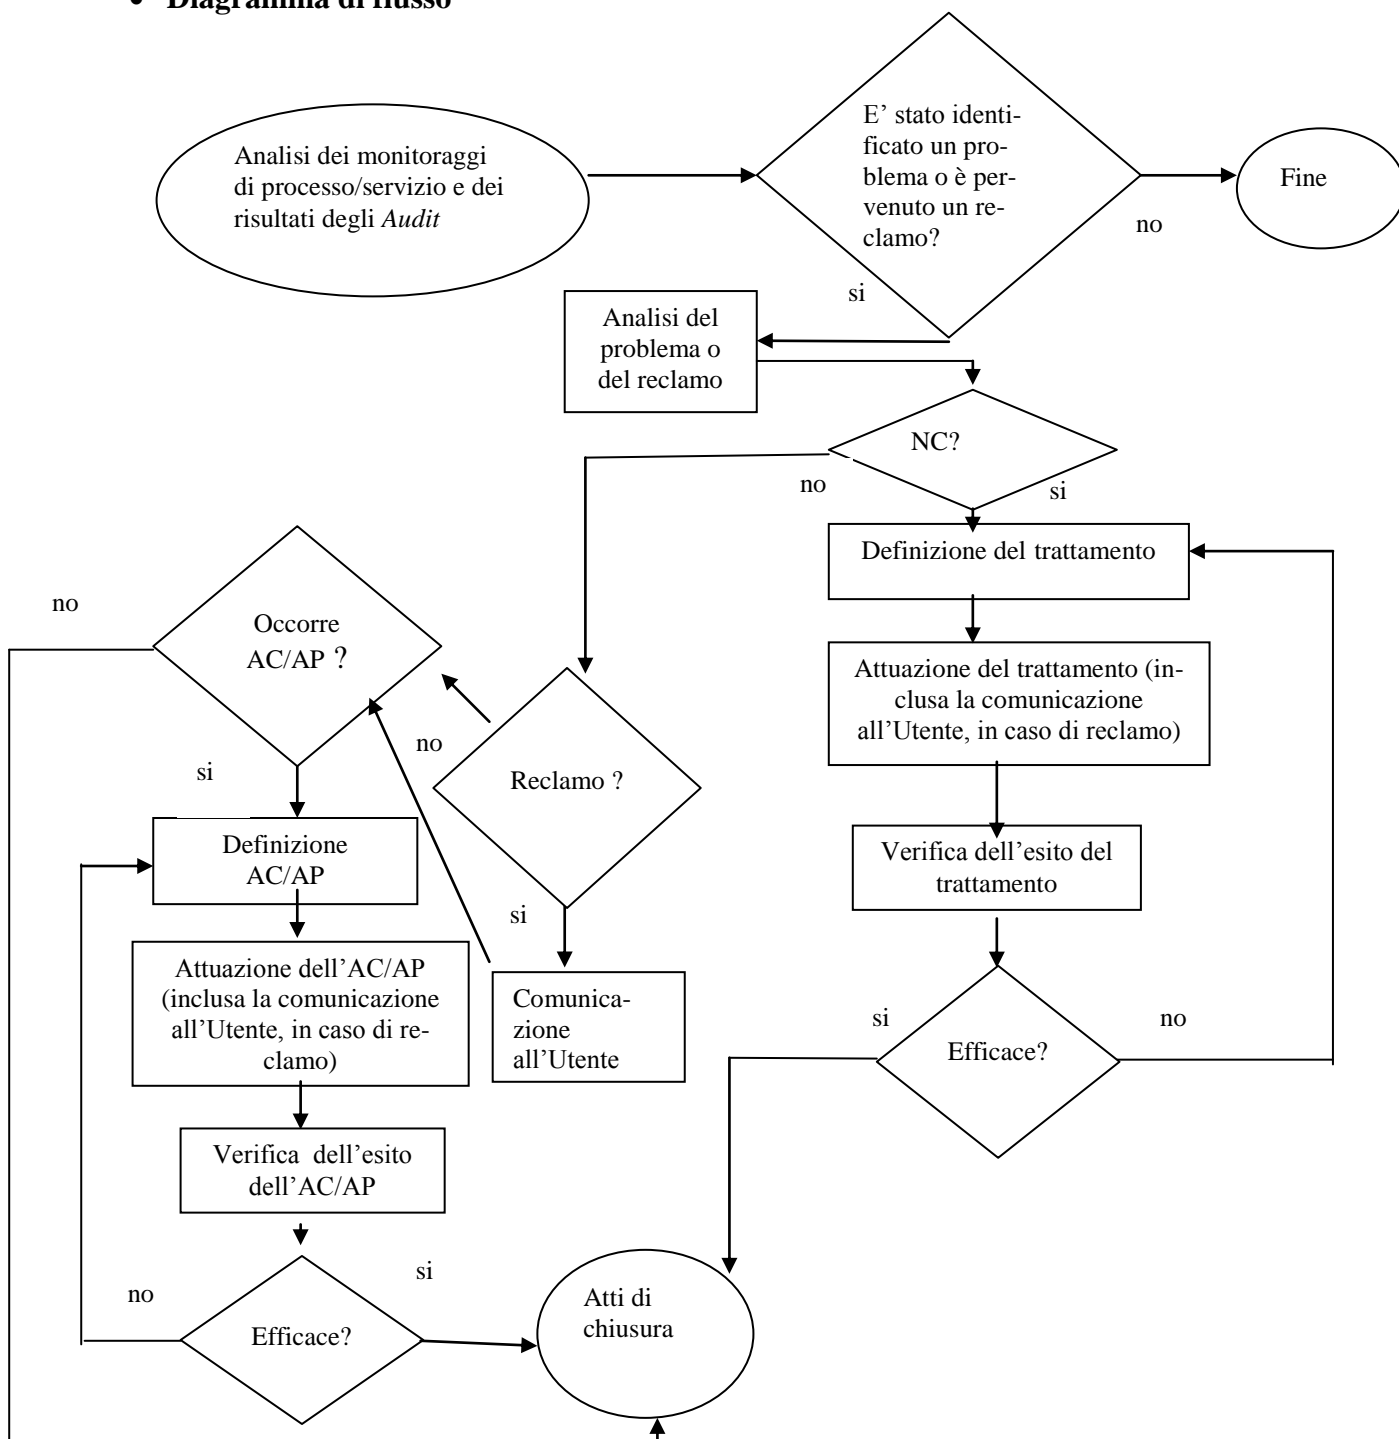 • Diagramma di flusso
Analisi dei monitoraggi
di processo/servizio e dei
risultati degli Audit
E’ stato identi-
ficato un pro-
blema o è per-
venuto un re-
clamo?
Fine
no
si
Analisi del
problema o
del reclamo
NC?
no
si
Definizione del trattamento
no
Occorre
AC/AP ?
Attuazione del trattamento (in-
clusa la comunicazione
all’Utente, in caso di reclamo)
no
si
Reclamo ?
Definizione
AC/AP
Verifica dell’esito del
trattamento
si
Attuazione dell’AC/AP
(inclusa la comunicazione
all’Utente, in caso di re-
clamo)
Comunica-
zione
all’Utente
si
no
Efficace?
Verifica  dell’esito
dell’AC/AP
si
no
Efficace?
Atti di
chiusura